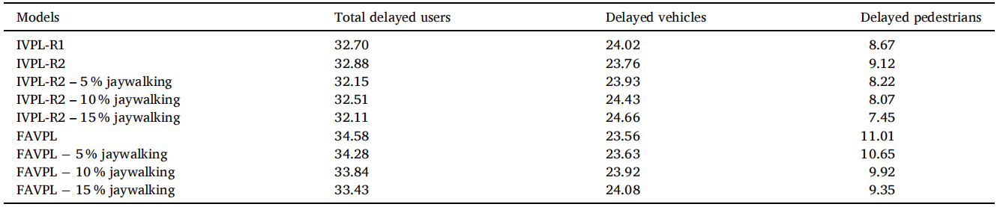 Models Total delayed users Delayed vehicles Delayed pedestrians
IVPL-R1 32.70 24.02 8.67
IVPL-R2 32.88 23.76 9.12
IVPL-R2 – 5 % jaywalking 32.15 23.93 8.22
IVPL-R2 – 10 % jaywalking 32.51 24.43 8.07
IVPL-R2 – 15 % jaywalking 32.11 24.66 7.45
FAVPL 34.58 23.56 11.01
FAVPL − 5 % jaywalking 34.28 23.63 10.65
FAVPL − 10 % jaywalking 33.84 23.92 9.92
FAVPL − 15 % jaywalking 33.43 24.08 9.35